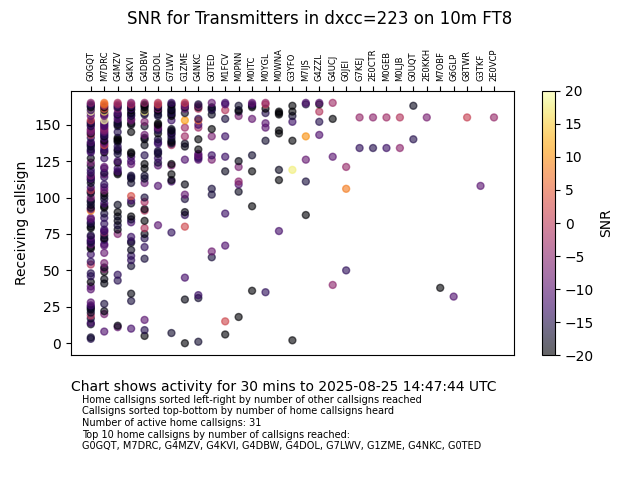 SNR for Transmitters in dxcc=223 on 10m FT8
G0GQT M7DRC G4MZV G4KVI G4DBW G4DOL G7LWV G1ZME G4NKC G0TED M1FCV M0PNN M0ITC M0YGL M0WNA G3YFO M7IJS G4ZZL G4UCJ G0JEI G7KEJ 2E0CTR M0GEB M0LJB G0UQT 2E0KKH M7OBF G6GLP G8TWR G3TKF 2E0VCP
Receiving callsign
150
125
100
75
50
25
0
20
15
10
5
0
−5
−10
−15
−20
SNR
Chart shows activity for 30 mins to 2025-08-25 14:47:44 UTC
Home callsigns sorted left-right by number of other callsigns reached
Callsigns sorted top-bottom by number of home callsigns heard
Number of active home callsigns: 31
Top 10 home callsigns by number of callsigns reached:
G0GQT, M7DRC, G4MZV, G4KVI, G4DBW, G4DOL, G7LWV, G1ZME, G4NKC, G0TED